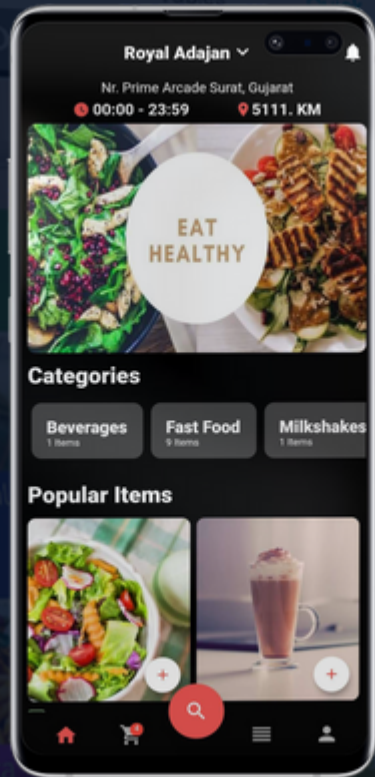 Royal Adajan
Nr. Prime Arcade Surat, Gujarat
00:00 - 23:59 5111. KM
EAT
HEALTHY
Categories
Beverages Fast Food Milkshakes
1 Items 9 Items 1 Items
Popular Items